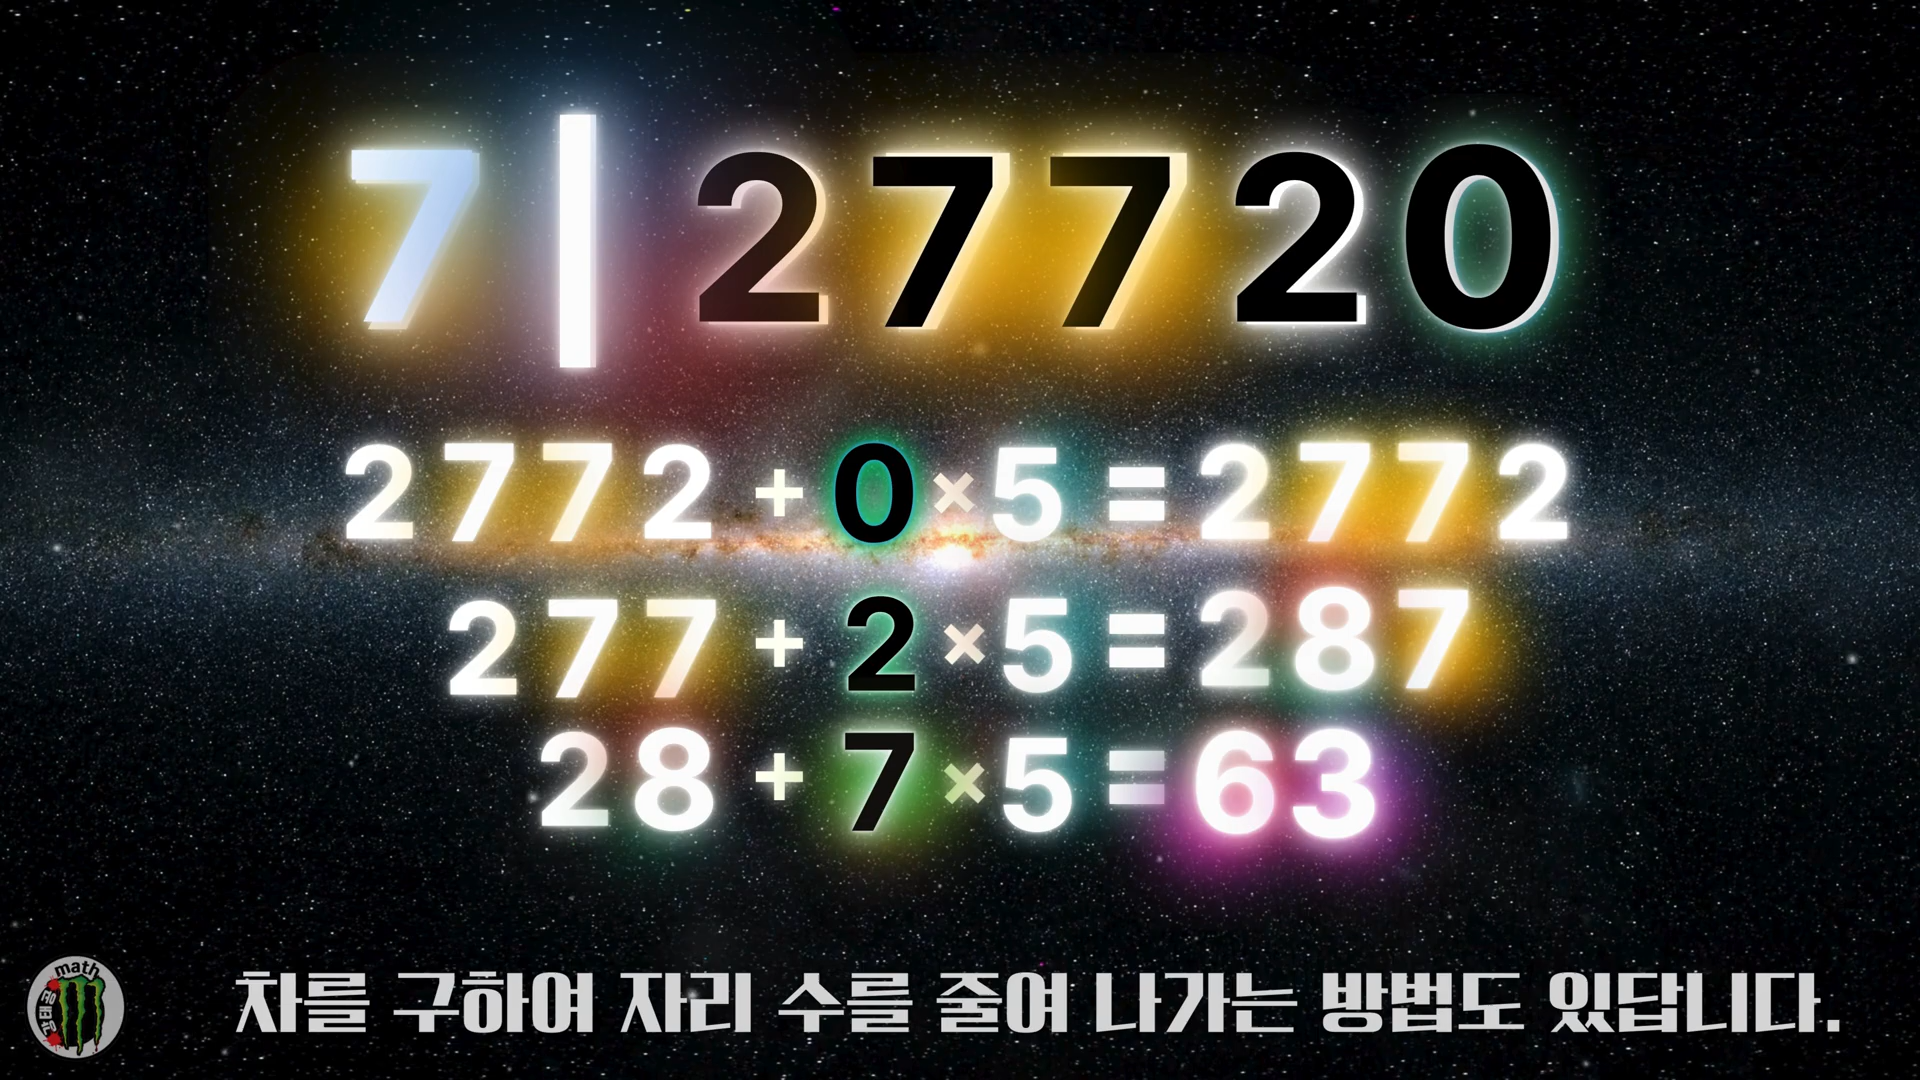 7|27720
2772+0×5=2772
277+2×5=287
28+7×5=63
math
차를 구하여 자리 수를 줄여 나가는 방법도 있답니다.